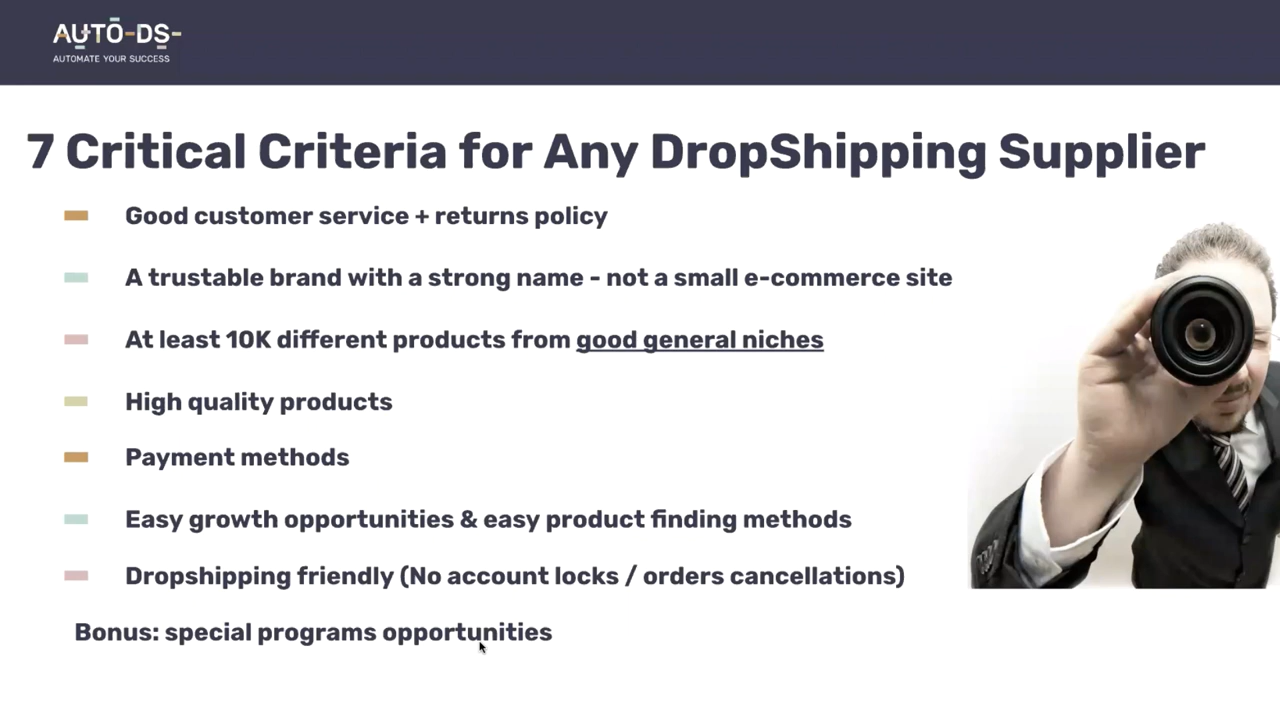 AUTO-DS-
AUTOMATE YOUR SUCCESS
7 Critical Criteria for Any DropShipping Supplier
Good customer service + returns policy
A trustable brand with a strong name - not a small e-commerce site
At least 10K different products from good general niches
High quality products
Payment methods
Easy growth opportunities & easy product finding methods
Dropshipping friendly (No account locks / orders cancellations)
Bonus: special programs opportunities